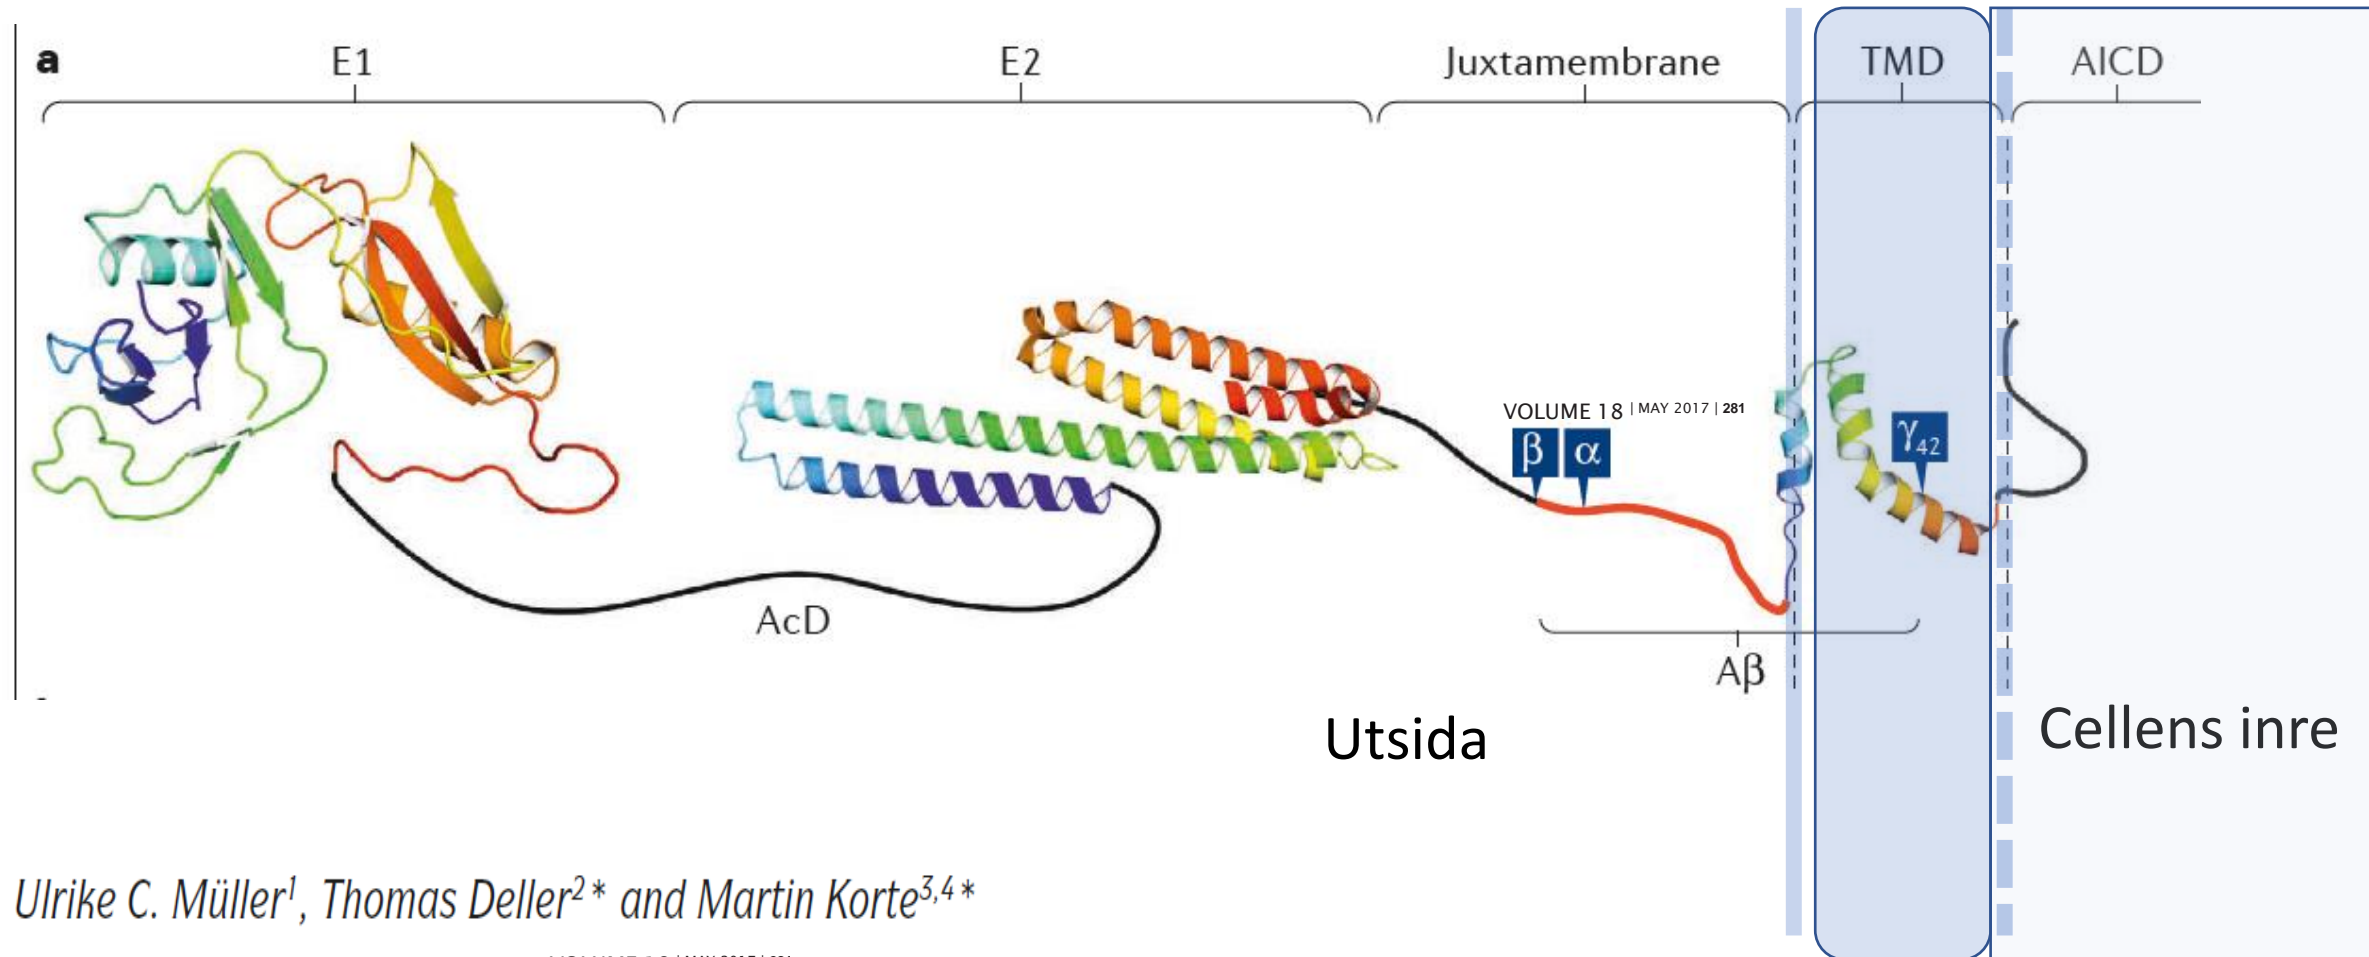 a
E1
E2
Juxtamembrane
TMD
AICD
VOLUME 18 | MAY 2017 | 281
β α
γ42
AcD
Aβ
Utsida
Cellens inre
Ulrike C. Müller1, Thomas Deller2* and Martin Korte3,4*